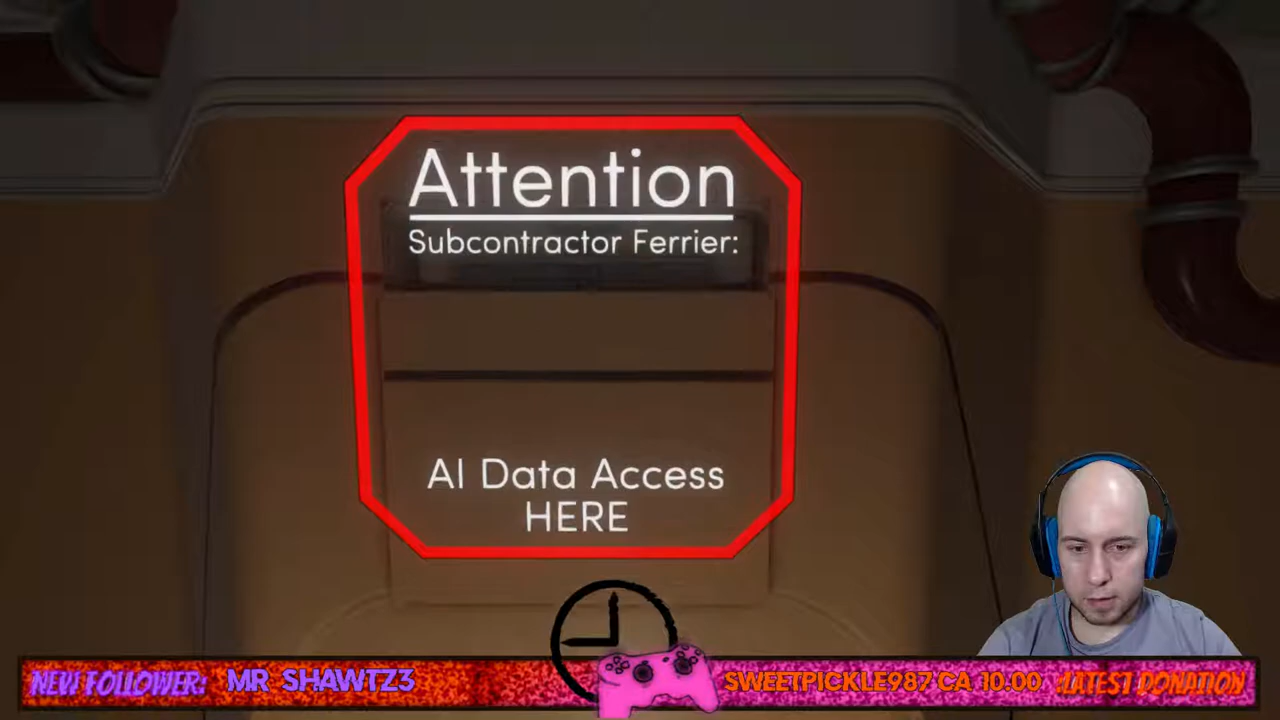 Attention
Subcontractor Ferrier:
AI Data Access
HERE
NEW FOLLOWER: MR SHAWTZ3
SWEETPICKLE987 CA 10.00 :LATEST DONATION